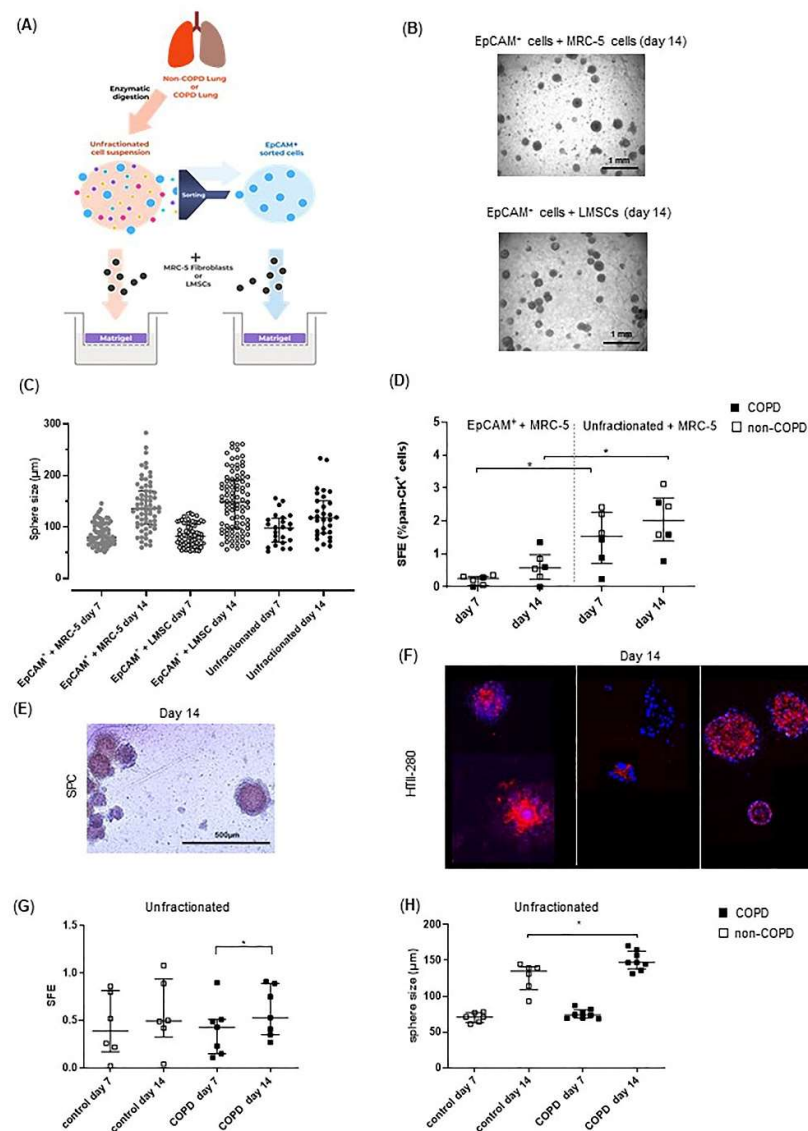 (A)
Non-COPD Lung
or
COPD Lung
Enzymatic
digestion
Unfractionated
cell suspension
EpCAM+
sorted cells
Sorting
+
MRC-5 Fibroblasts
or
LMSCs
Matrigel
Matrigel
(B)
EpCAM⁺ cells + MRC-5 cells (day 14)
1 mm
EpCAM⁺ cells + LMSCs (day 14)
1 mm
(C)
Sphere size (µm)
300
200
100
0
EpCAM⁺ + MRC-5 day 7
EpCAM⁺ + MRC-5 day 14
EpCAM⁺ + LMSC day 7
EpCAM⁺ + LMSC day 14
Unfractionated day 7
Unfractionated day 14
(D)
COPD
non-COPD
EpCAM⁺ + MRC-5
Unfractionated + MRC-5
SFE (%pan-CK⁺ cells)
5
4
3
2
1
0
*
*
day 7
day 14
day 7
day 14
(E)
Day 14
SPC
500µm
(F)
Day 14
HTII-280
(G)
Unfractionated
SFE
1.5
1.0
0.5
0.0
*
control day 7
control day 14
COPD day 7
COPD day 14
(H)
Unfractionated
COPD
non-COPD
sphere size (µm)
200
150
100
50
0
*
control day 7
control day 14
COPD day 7
COPD day 14